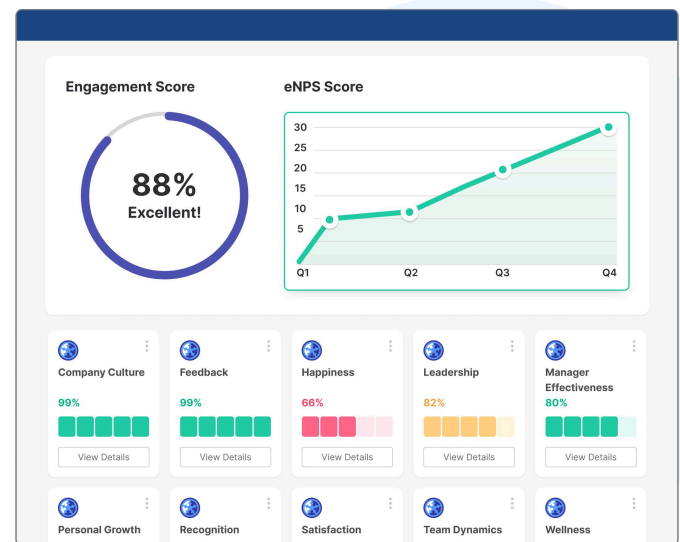 Engagement Score
88%
Excellent!
eNPS Score
30
25
20
15
10
5
Q1 Q2 Q3 Q4
Company Culture
99%
View Details
Feedback
99%
View Details
Happiness
66%
View Details
Leadership
82%
View Details
Manager
Effectiveness
80%
View Details
Personal Growth
Recognition
Satisfaction
Team Dynamics
Wellness